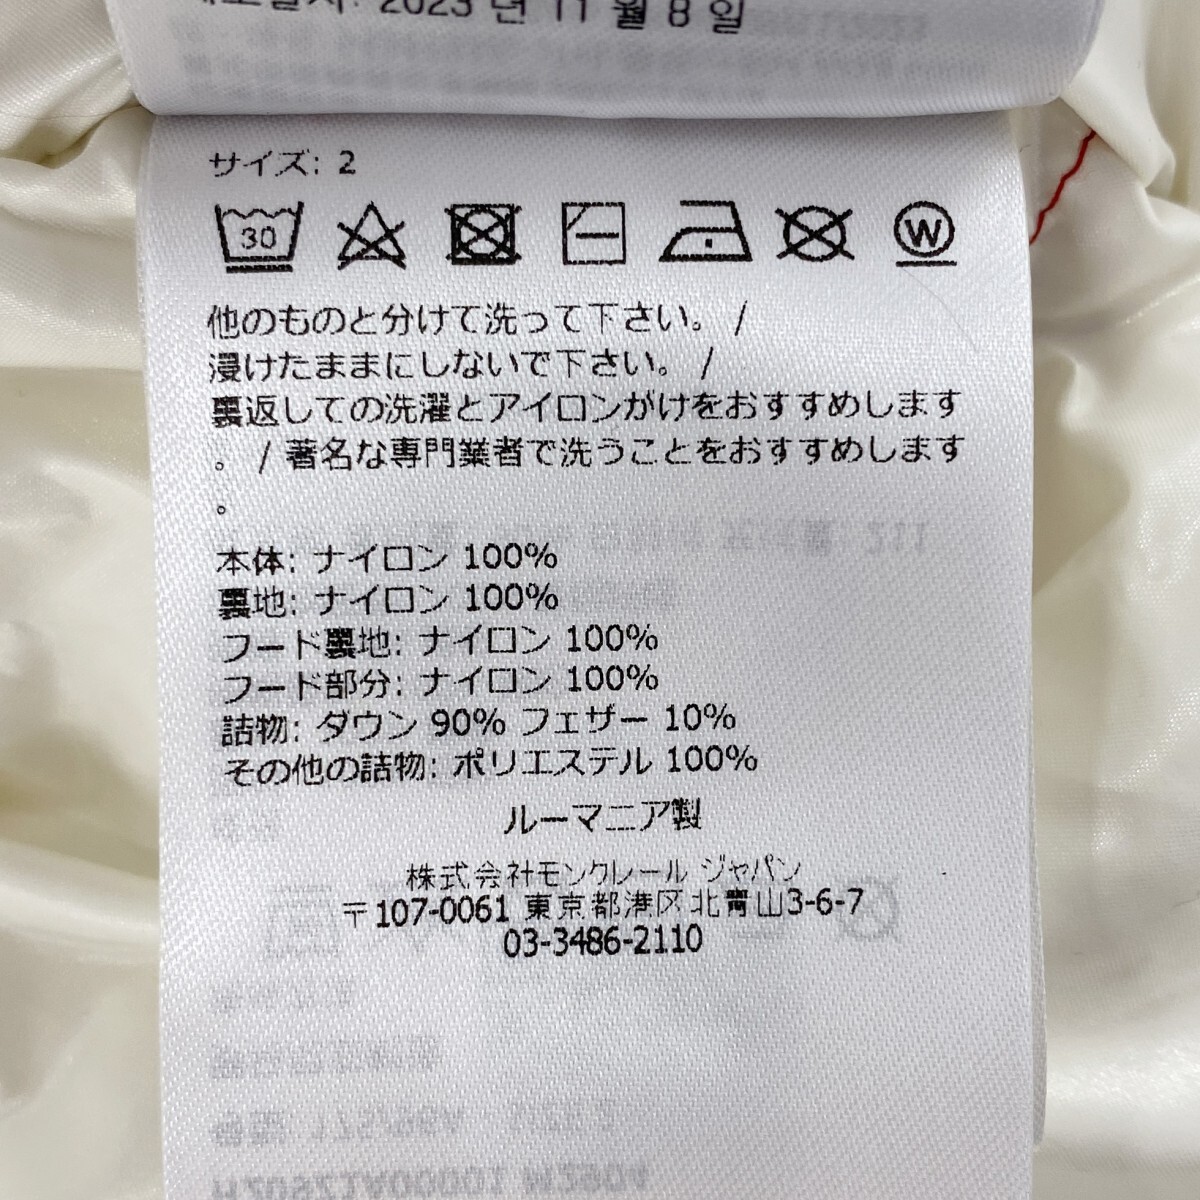 2023 년 11 월 8 일
サイズ: 2
30
W
他のものと分けて洗って下さい。 /
浸けたままにしないで下さい。 /
裏返しての洗濯とアイロンがけをおすすめします
。 / 著名な専門業者で洗うことをおすすめします
。
本体: ナイロン 100%
裏地: ナイロン 100%
フード裏地: ナイロン 100%
フード部分: ナイロン 100%
詰物: ダウン 90% フェザー 10%
その他の詰物: ポリエステル 100%
ルーマニア製
株式会社モンクレール ジャパン
〒107-0061 東京都港区北青山3-6-7
03-3486-2110